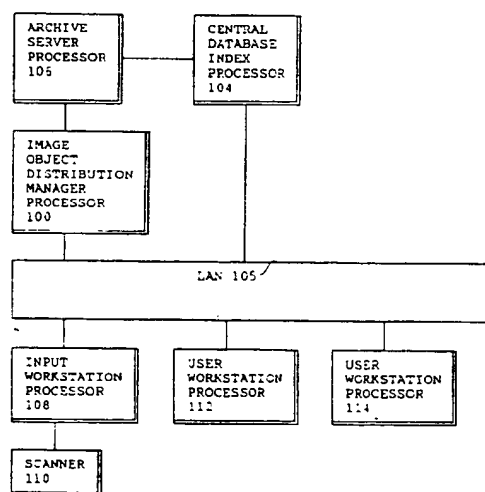 ARCHIVE
SERVER
PROCESSOR
106
CENTRAL
DATABASE
INDEX
PROCESSOR
104
IMAGE
OBJECT
DISTRIBUTION
MANAGER
PROCESSOR
100
LAN 105
INPUT
WORKSTATION
PROCESSOR
108
USER
WORKSTATION
PROCESSOR
112
USER
WORKSTATION
PROCESSOR
114
SCANNER
110